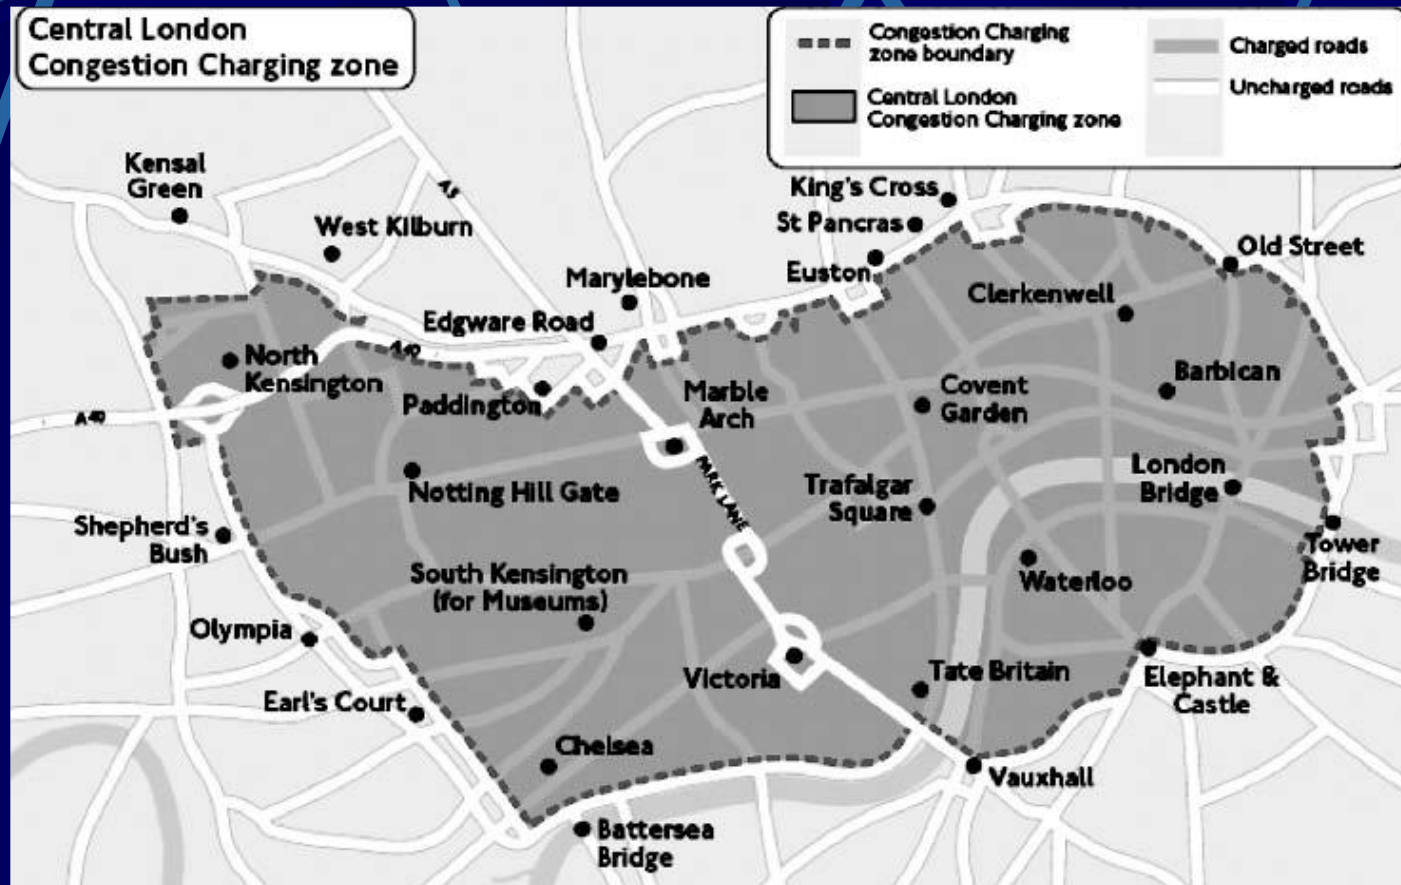 Central London
Congestion Charging zone
Congestion Charging
zone boundary
Central London
Congestion Charging zone
Charged roads
Uncharged roads
Kensal
Green
West Kilburn
A5
King's Cross
St Pancras
Euston
Old Street
Marylebone
Clerkenwell
Edgware Road
A40
North
Kensington
Paddington
Marble
Arch
Covent
Garden
Barbican
A40
Notting Hill Gate
PARK LANE
Trafalgar
Square
London
Bridge
Shepherd's
Bush
South Kensington
(for Museums)
Waterloo
Tower
Bridge
Olympia
Victoria
Tate Britain
Elephant &
Castle
Earl's Court
Chelsea
Vauxhall
Battersea
Bridge